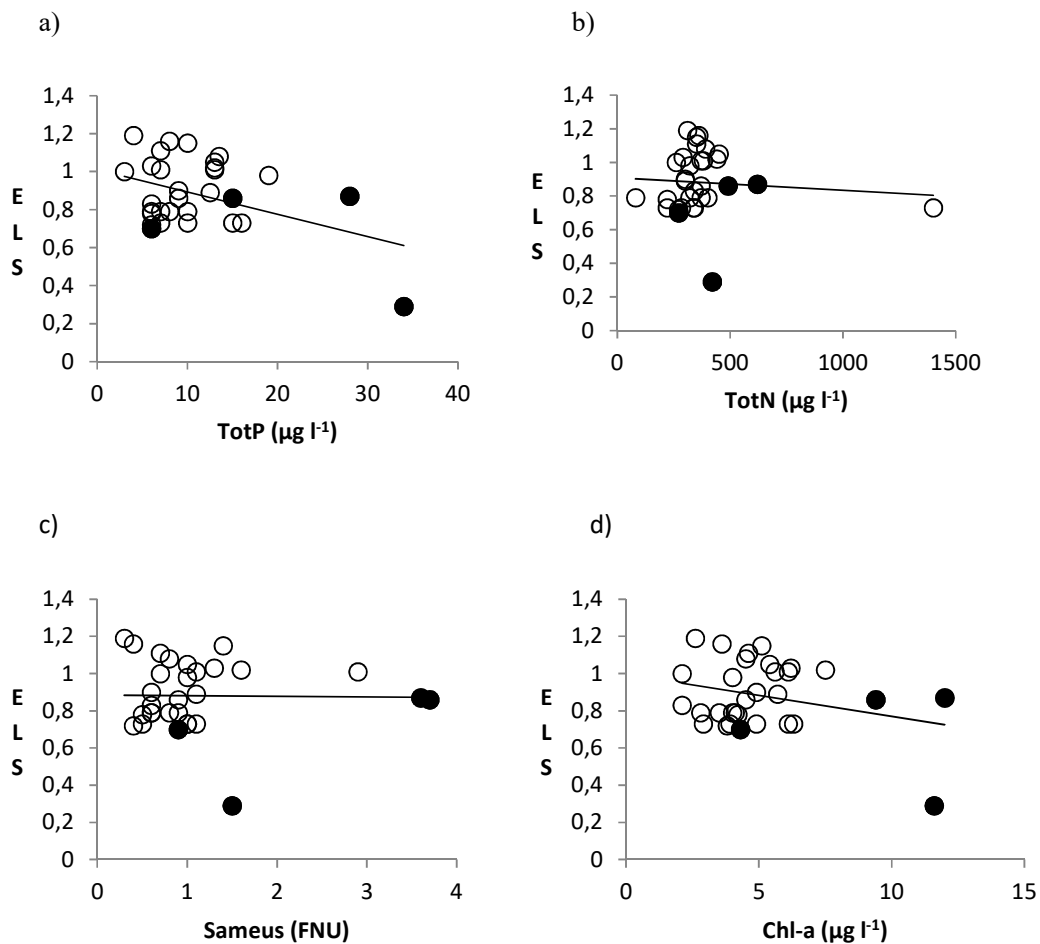 a)
1,4
1,2
1
0,8
0,6
0,4
0,2
0
E
L
S
0 10 20 30 40
TotP (µg l-1)
b)
1,4
1,2
1
0,8
0,6
0,4
0,2
0
E
L
S
0 500 1000 1500
TotN (µg l-1)
c)
1,4
1,2
1
0,8
0,6
0,4
0,2
0
E
L
S
0 1 2 3 4
Sameus (FNU)
d)
1,4
1,2
1
0,8
0,6
0,4
0,2
0
E
L
S
0 5 10 15
Chl-a (µg l-1)